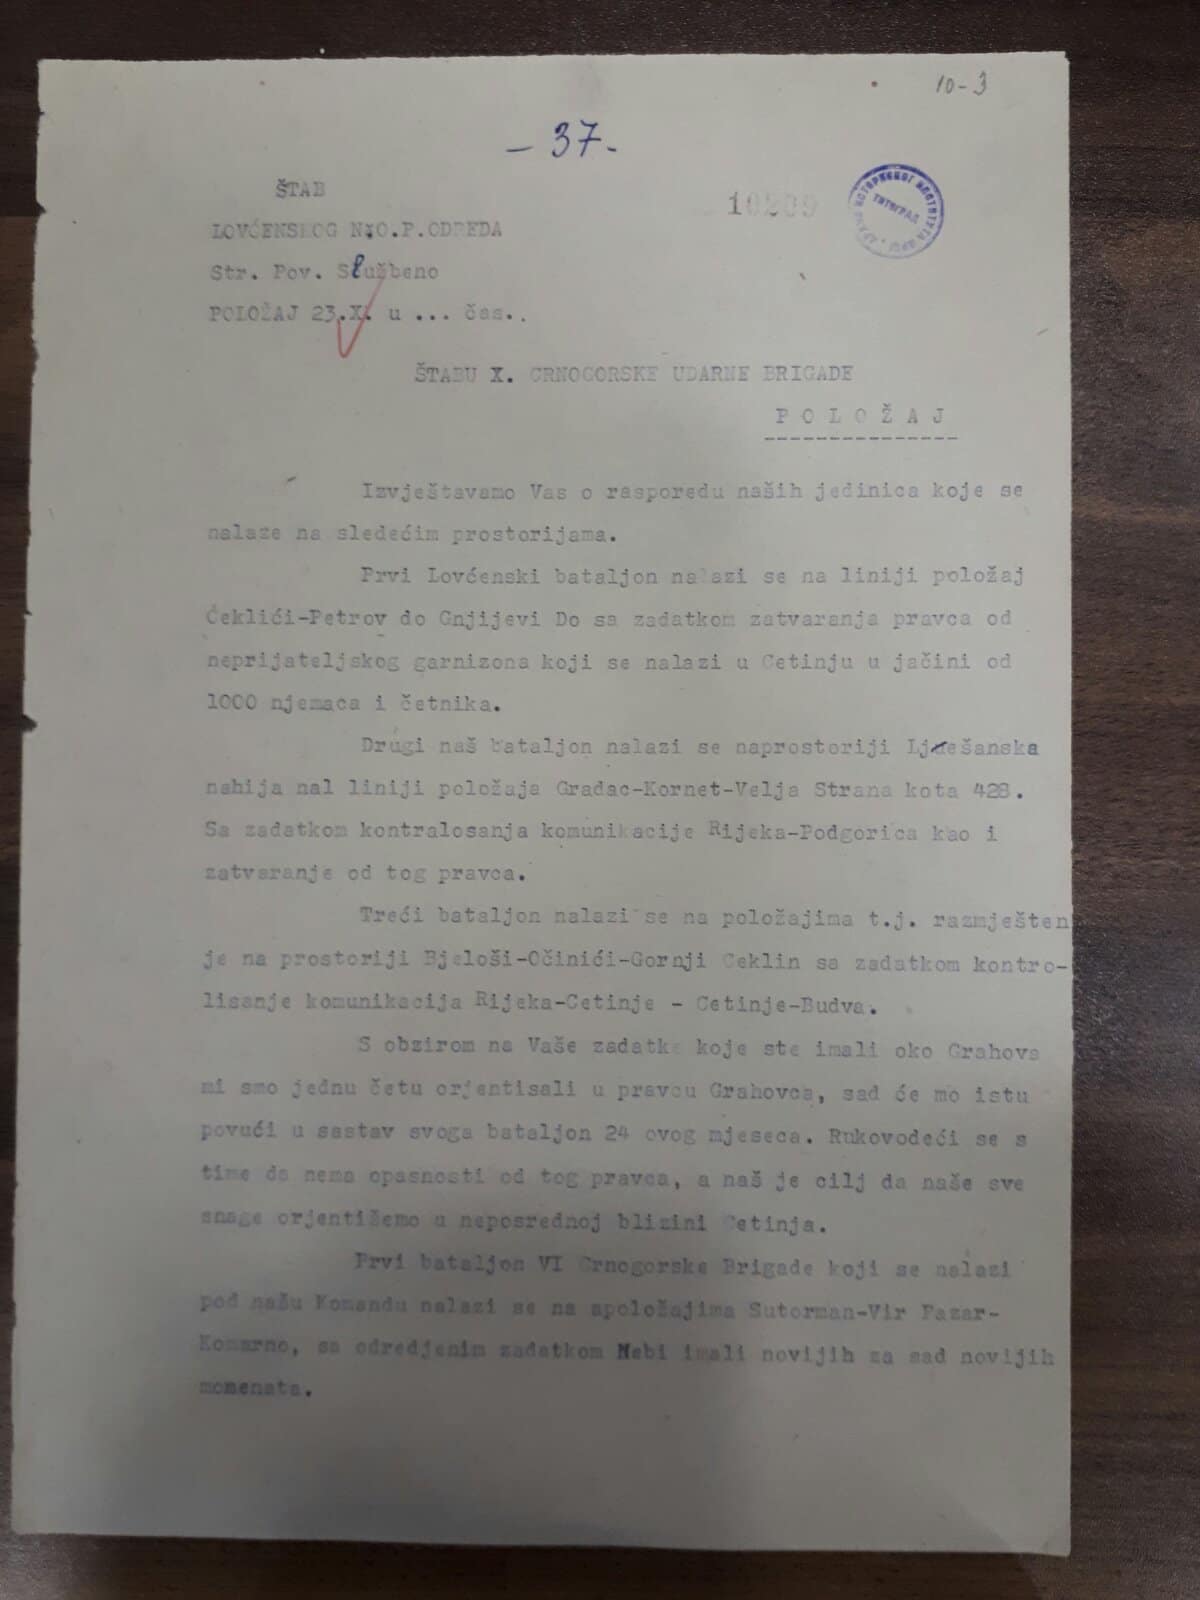 10-3
- 37 -
ŠTAB
10209
LOVĆENSKOG N.O.P.ODREDA
Str. Pov. Službeno
POLOŽAJ 23.X. u ... čas..
ŠTABU X. CRNOGORSKE UDARNE BRIGADE
P O L O Ž A J
Izvještavamo Vas o rasporedu naših jedinica koje se
nalaze na sledećim prostorijama.
Prvi Lovćenski bataljon nalazi se na liniji položaj
Ćeklići-Petrov do Gnjijevi Do sa zadatkom zatvaranja pravca od
neprijateljskog garnizona koji se nalazi u Cetinju u jačini od
1000 njemaca i četnika.
Drugi naš bataljon nalazi se naprostoriji Lješanska
nahija nal liniji položaja Gradac-Kornet-Velja Strana kota 428.
Sa zadatkom kontralosanja komunikacije Rijeka-Podgorica kao i
zatvaranje od tog pravca.
Treći bataljon nalazi se na položajima t.j. razmješten
je na prostoriji Bjeloši-Očinići-Gornji Ceklin sa zadatkom kontro-
lisanje komunikacija Rijeka-Cetinje - Cetinje-Budva.
S obzirom na Vaše zadatke koje ste imali oko Grahova
mi smo jednu četu orjentisali u pravcu Grahovca, sad će mo istu
povući u sastav svoga bataljon 24 ovog mjeseca. Rukovodeći se s
time da nema opasnosti od tog pravca, a naš je cilj da naše sve
snage orjentižemo u neposrednoj blizini Cetinja.
Prvi bataljon VI Crnogorske Brigade koji se nalazi
pod našu Komandu nalazi se na apoložajima Sutorman-Vir Pazar-
Komarno, sa odredjenim zadatkom Nebi imali novijih za sad novijih
momenata.